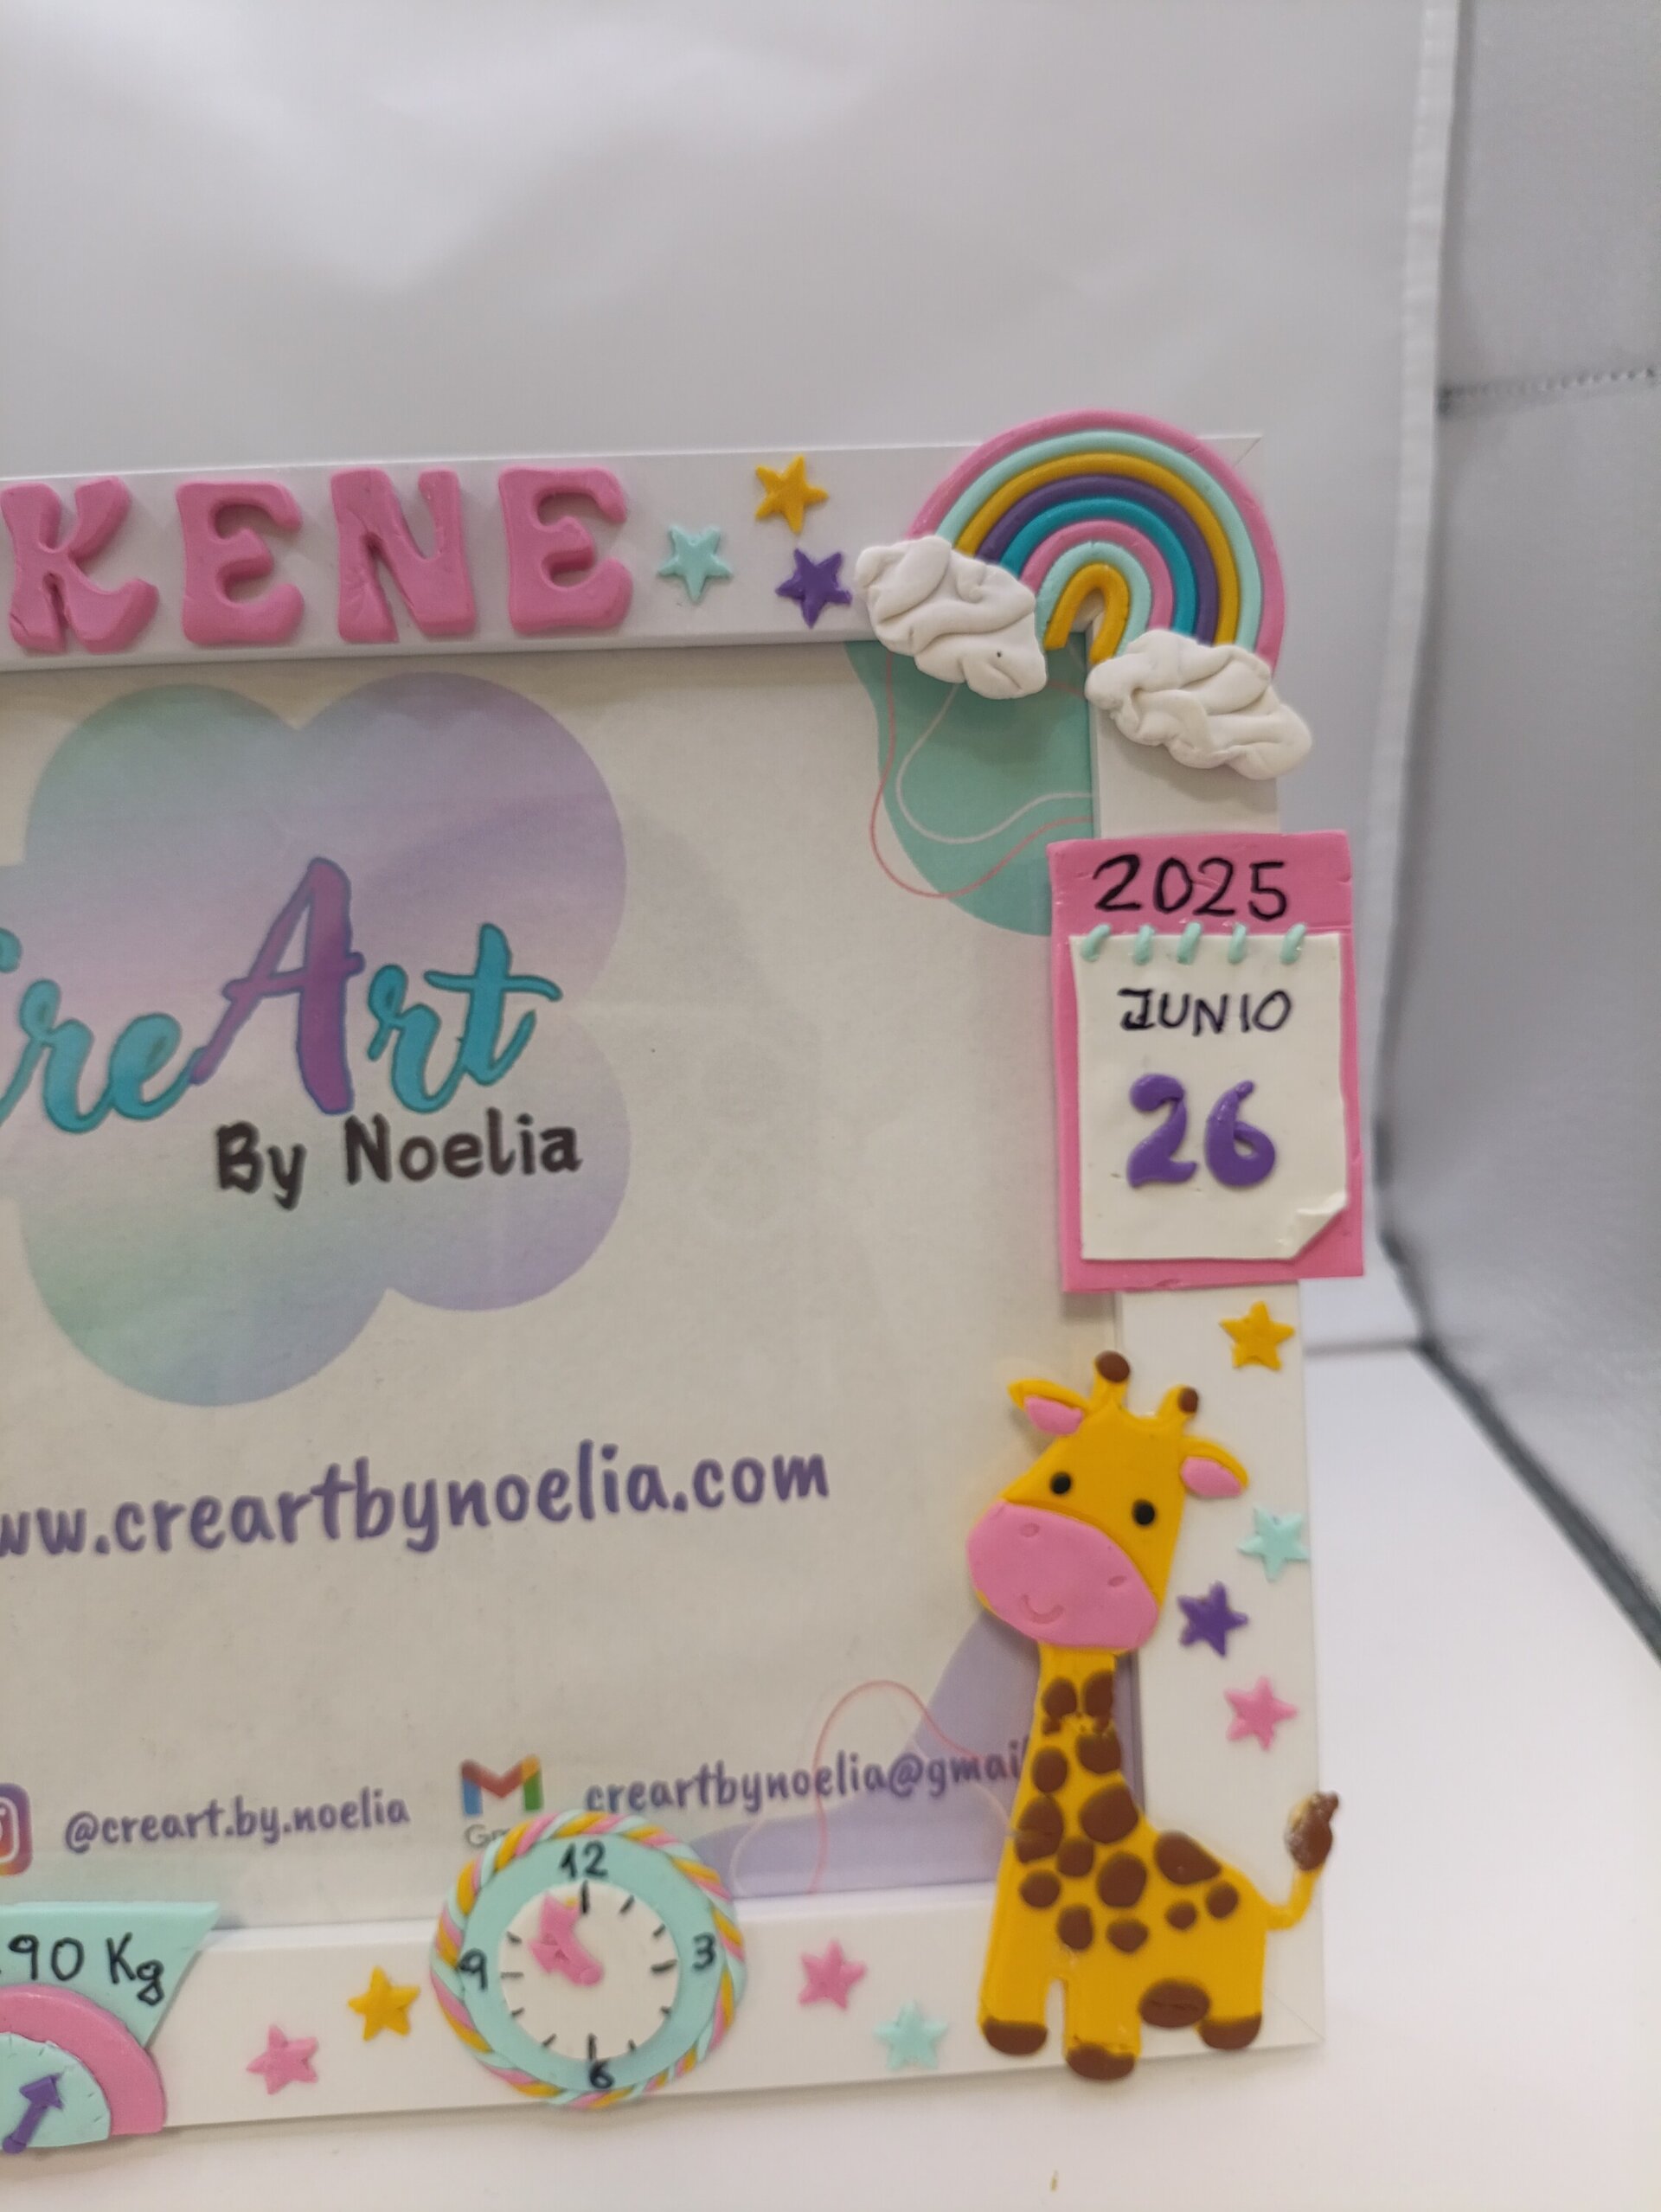 KENE
2025
JUNIO
26
CreArt
By Noelia
www.creartbynoelia.com
@creart.by.noelia
creartbynoelia@gmai
90 Kg
12
9
3
6